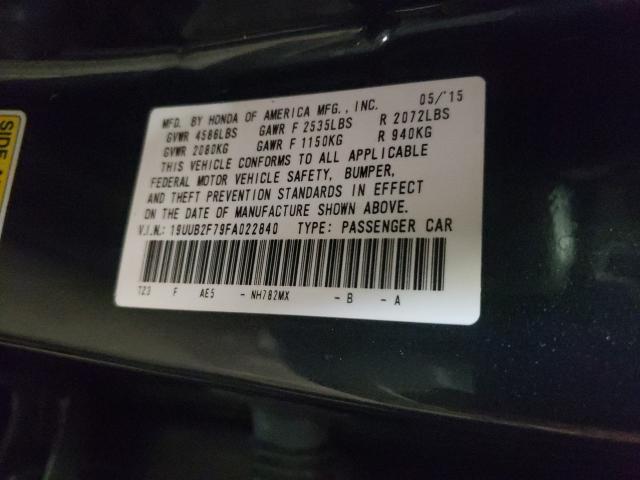 MFD. BY HONDA OF AMERICA MFG., INC. 05/'15
GVWR 4586LBS GAWR F 2535LBS R 2072LBS
GVWR 2080KG GAWR F 1150KG R 940KG
THIS VEHICLE CONFORMS TO ALL APPLICABLE
FEDERAL MOTOR VEHICLE SAFETY, BUMPER,
AND THEFT PREVENTION STANDARDS IN EFFECT
ON THE DATE OF MANUFACTURE SHOWN ABOVE.
V.I.N.: 19UUB2F79FA022840 TYPE: PASSENGER CAR
TZ3 F AE5 - NH782MX - B - A
SIDE